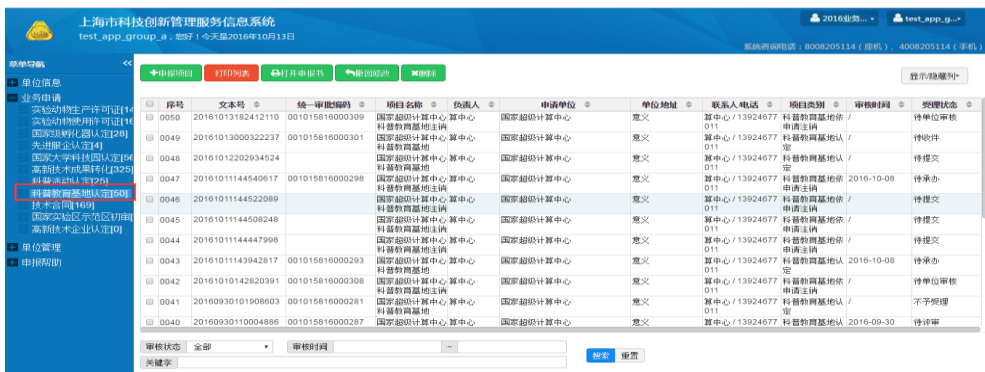 上海市科技创新管理服务信息系统
test_app_group_a，您好！今天是2016年10月13日
2016业务...
test_app_g...
系统咨询电话：8008205114（座机）、4008205114（手机）
菜单导航 <<
单位信息
业务申请
实验动物生产许可证[14
实验动物使用许可证[16
国家级孵化器认定[28]
先进服企认定[4]
国家大学科技园认定[56
高新技术成果转化[325]
科普活动认定[25]
科普教育基地认定[50]
技术合同[169]
国家实验区示范区初审[
高新技术企业认定[0]
单位管理
申报帮助
申报项目 打印列表 打开申报书 撤回修改 删除
显示/隐藏列
序号 文本号 统一审批编码 项目名称 负责人 申请单位 单位地址 联系人/电话 项目类别 审核时间 受理状态
0050 20161013182412110 001015816000309 国家超级计算中心 算中心 国家超级计算中心 意义 算中心 / 13924677 科普教育基地依 / 待单位审核
科普教育基地注销 011 申请注销
0049 20161013000322237 001015816000301 国家超级计算中心 算中心 国家超级计算中心 意义 算中心 / 13924677 科普教育基地认 / 待收件
科普教育基地 011 定
0048 20161012202934524 国家超级计算中心 算中心 国家超级计算中心 意义 算中心 / 13924677 科普教育基地认 / 待提交
科普教育基地 011 定
0047 20161011144540617 001015816000298 国家超级计算中心 算中心 国家超级计算中心 意义 算中心 / 13924677 科普教育基地依 2016-10-08 待承办
科普教育基地注销 011 申请注销
0046 20161011144522089 国家超级计算中心 算中心 国家超级计算中心 意义 算中心 / 13924677 科普教育基地依 / 待提交
科普教育基地注销 011 申请注销
0045 20161011144508248 国家超级计算中心 算中心 国家超级计算中心 意义 算中心 / 13924677 科普教育基地依 / 待提交
科普教育基地注销 011 申请注销
0044 20161011144447998 国家超级计算中心 算中心 国家超级计算中心 意义 算中心 / 13924677 科普教育基地依 / 待提交
科普教育基地注销 011 申请注销
0043 20161011143942817 001015816000293 国家超级计算中心 算中心 国家超级计算中心 意义 算中心 / 13924677 科普教育基地认 2016-10-08 待承办
科普教育基地 011 定
0042 20161010142820391 001015816000308 国家超级计算中心 算中心 国家超级计算中心 意义 算中心 / 13924677 科普教育基地依 / 待单位审核
科普教育基地注销 011 申请注销
0041 20160930101908603 001015816000281 国家超级计算中心 算中心 国家超级计算中心 意义 算中心 / 13924677 科普教育基地认 / 不予受理
科普教育基地 011 定
0040 20160930110004886 001015816000287 国家超级计算中心 算中心 国家超级计算中心 意义 算中心 / 13924677 科普教育基地认 2016-09-30 待评审
审核状态 全部 审核时间 –
关键字
搜索 重置